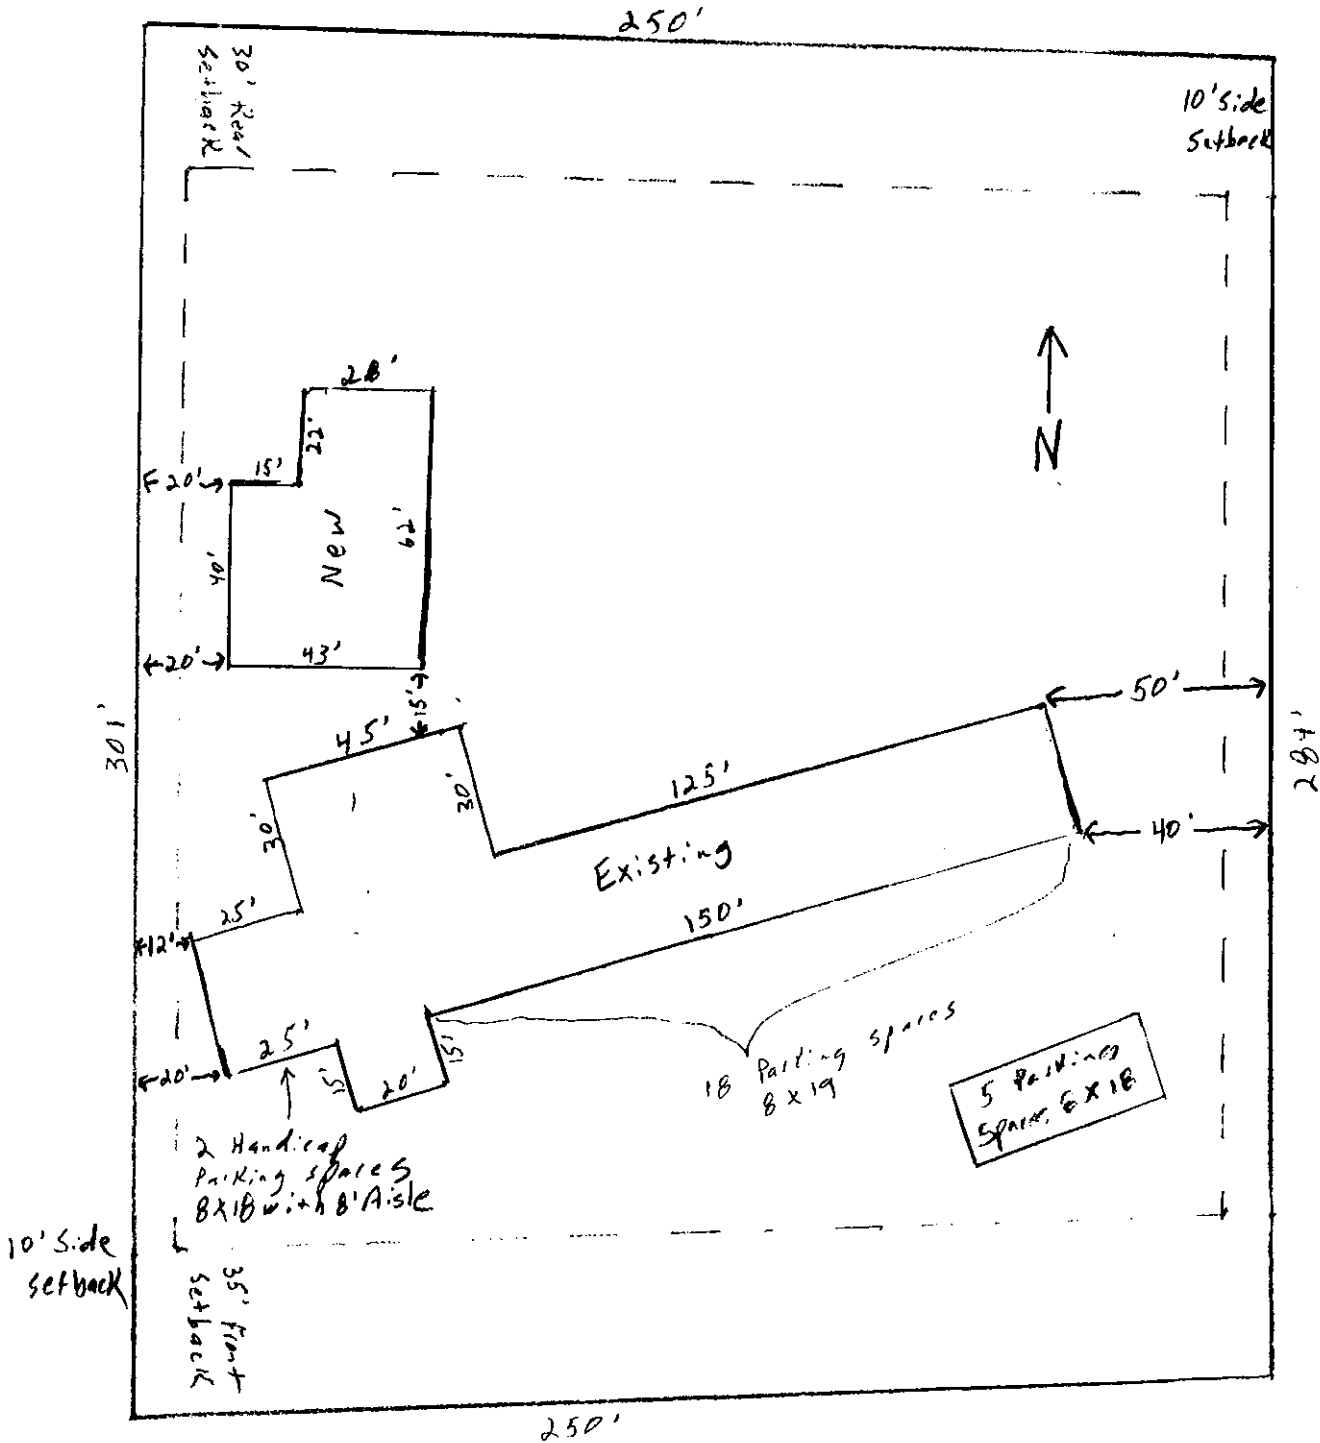 250'
30' Rear
Setback
10' side
Setback
28'
22'
15'
←20'→
N
New
62'
40'
←20'→
43'
15'
50'
45'
301'
284'
125'
30'
30'
40'
Existing
25'
150'
12'
25'
20'
15'
15'
20'
18 Parking spaces
8 x 19
5 Parking
Spaces 8 x 18
2 Handicap
Parking spaces
8x18 with 8' Aisle
10' Side
setback
35' Front
setback
250'